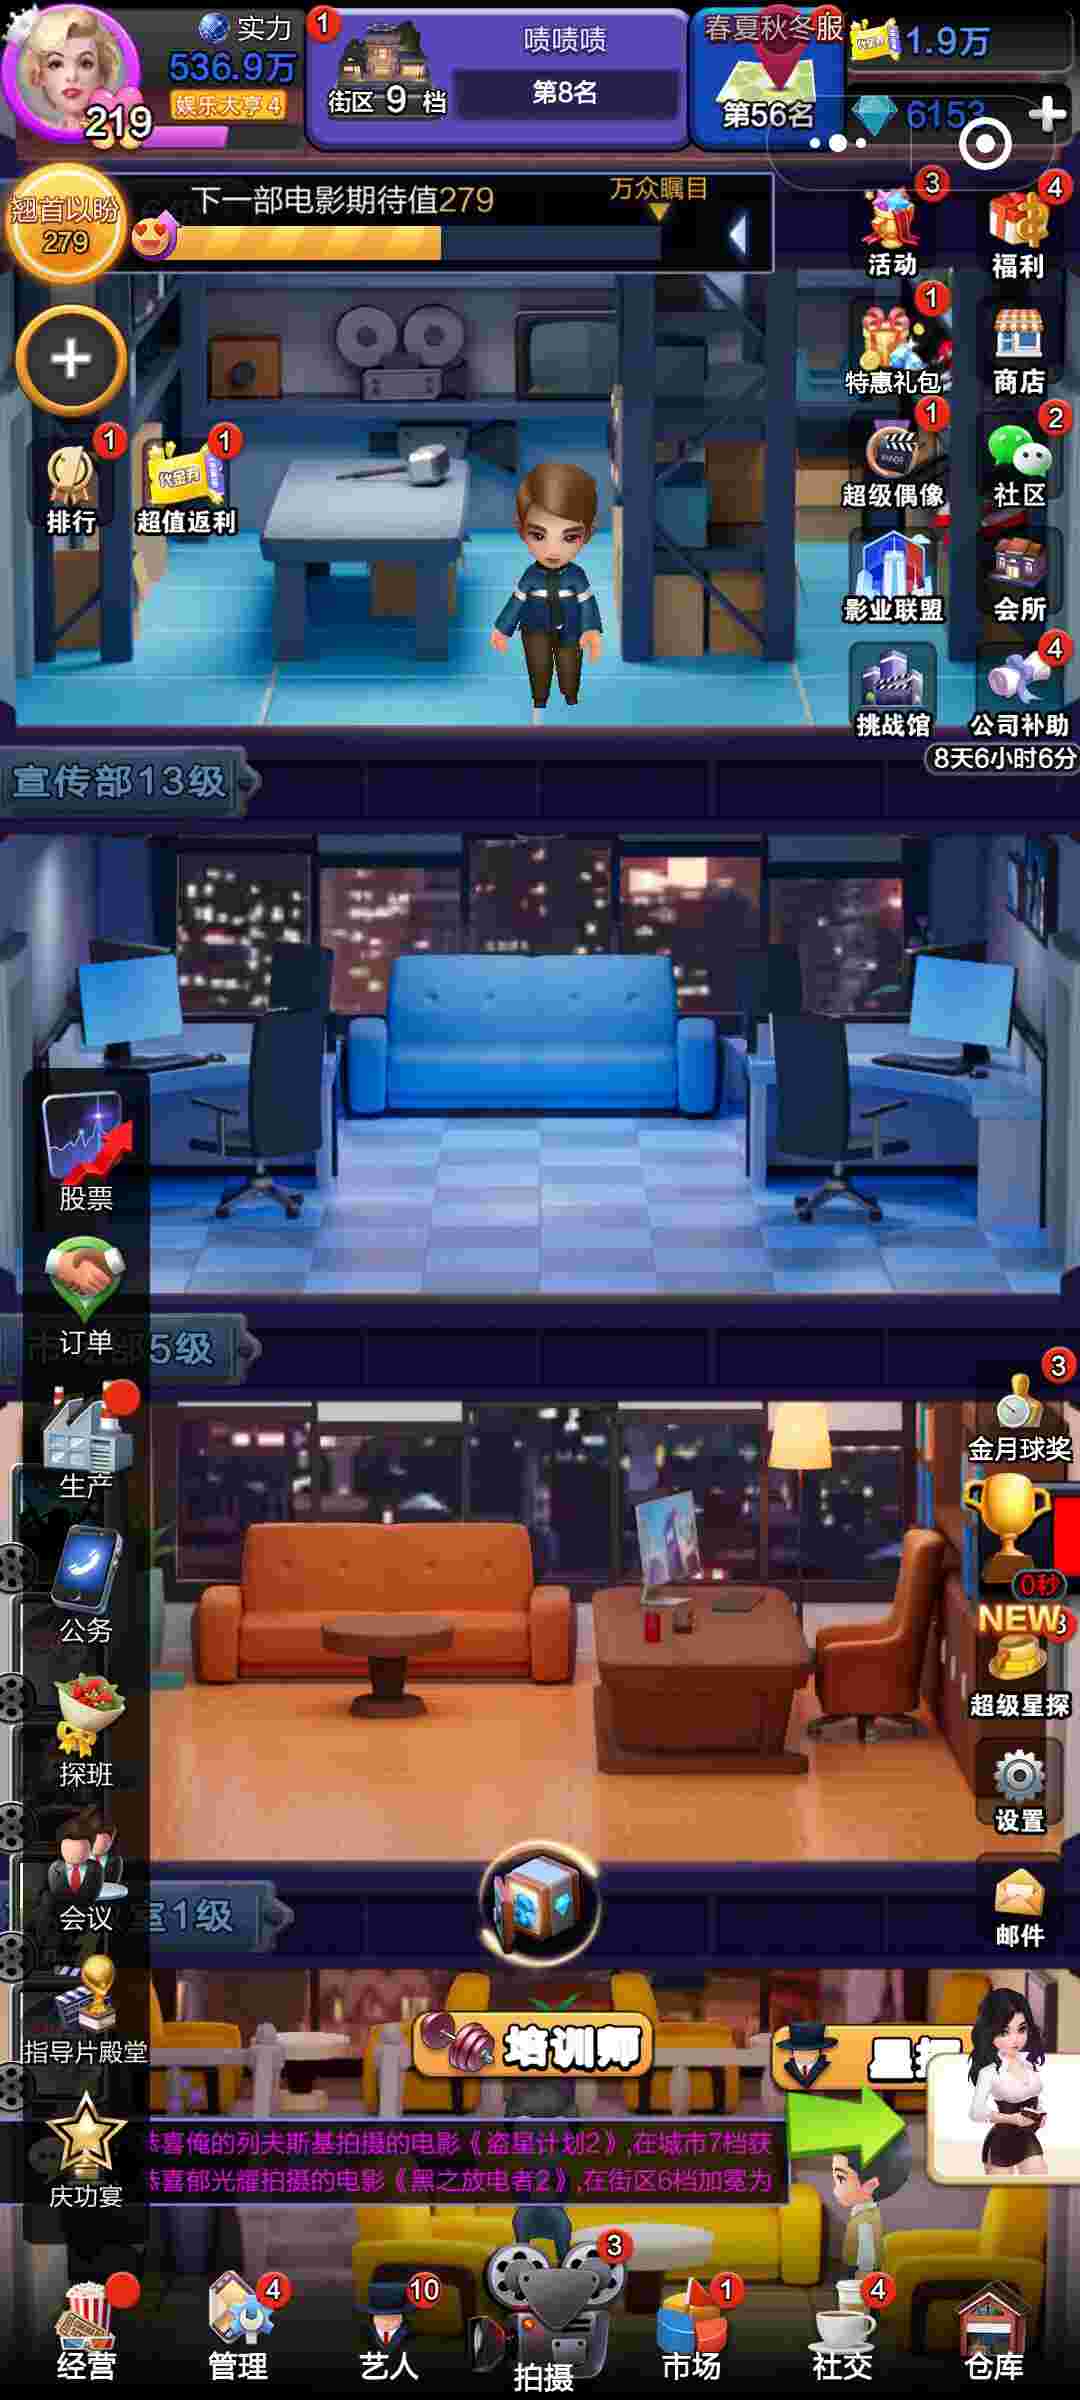 实力
536.9万
娱乐大亨4
219
1
街区 9 档
啧啧啧
第8名
春夏秋冬服
第56名
代金券
1.9万
6153
翘首以盼
279
下一部电影期待值279
万众瞩目
3
活动
4
福利
1
特惠礼包
商店
1
超级偶像
2
社区
影业联盟
会所
挑战馆
4
公司补助
8天6小时6分
1
排行
1
代金券
超值返利
宣传部13级
股票
订单
部5级
生产
公务
探班
会议
室1级
指导片殿堂
庆功宴
3
金月球奖
0秒
NEW
3
超级星探
设置
邮件
培训师
恭喜俺的列夫斯基拍摄的电影《盗星计划2》,在城市7档获
恭喜郁光耀拍摄的电影《黑之放电者2》,在街区6档加冕为
经营
4
管理
10
艺人
3
拍摄
1
市场
4
社交
仓库